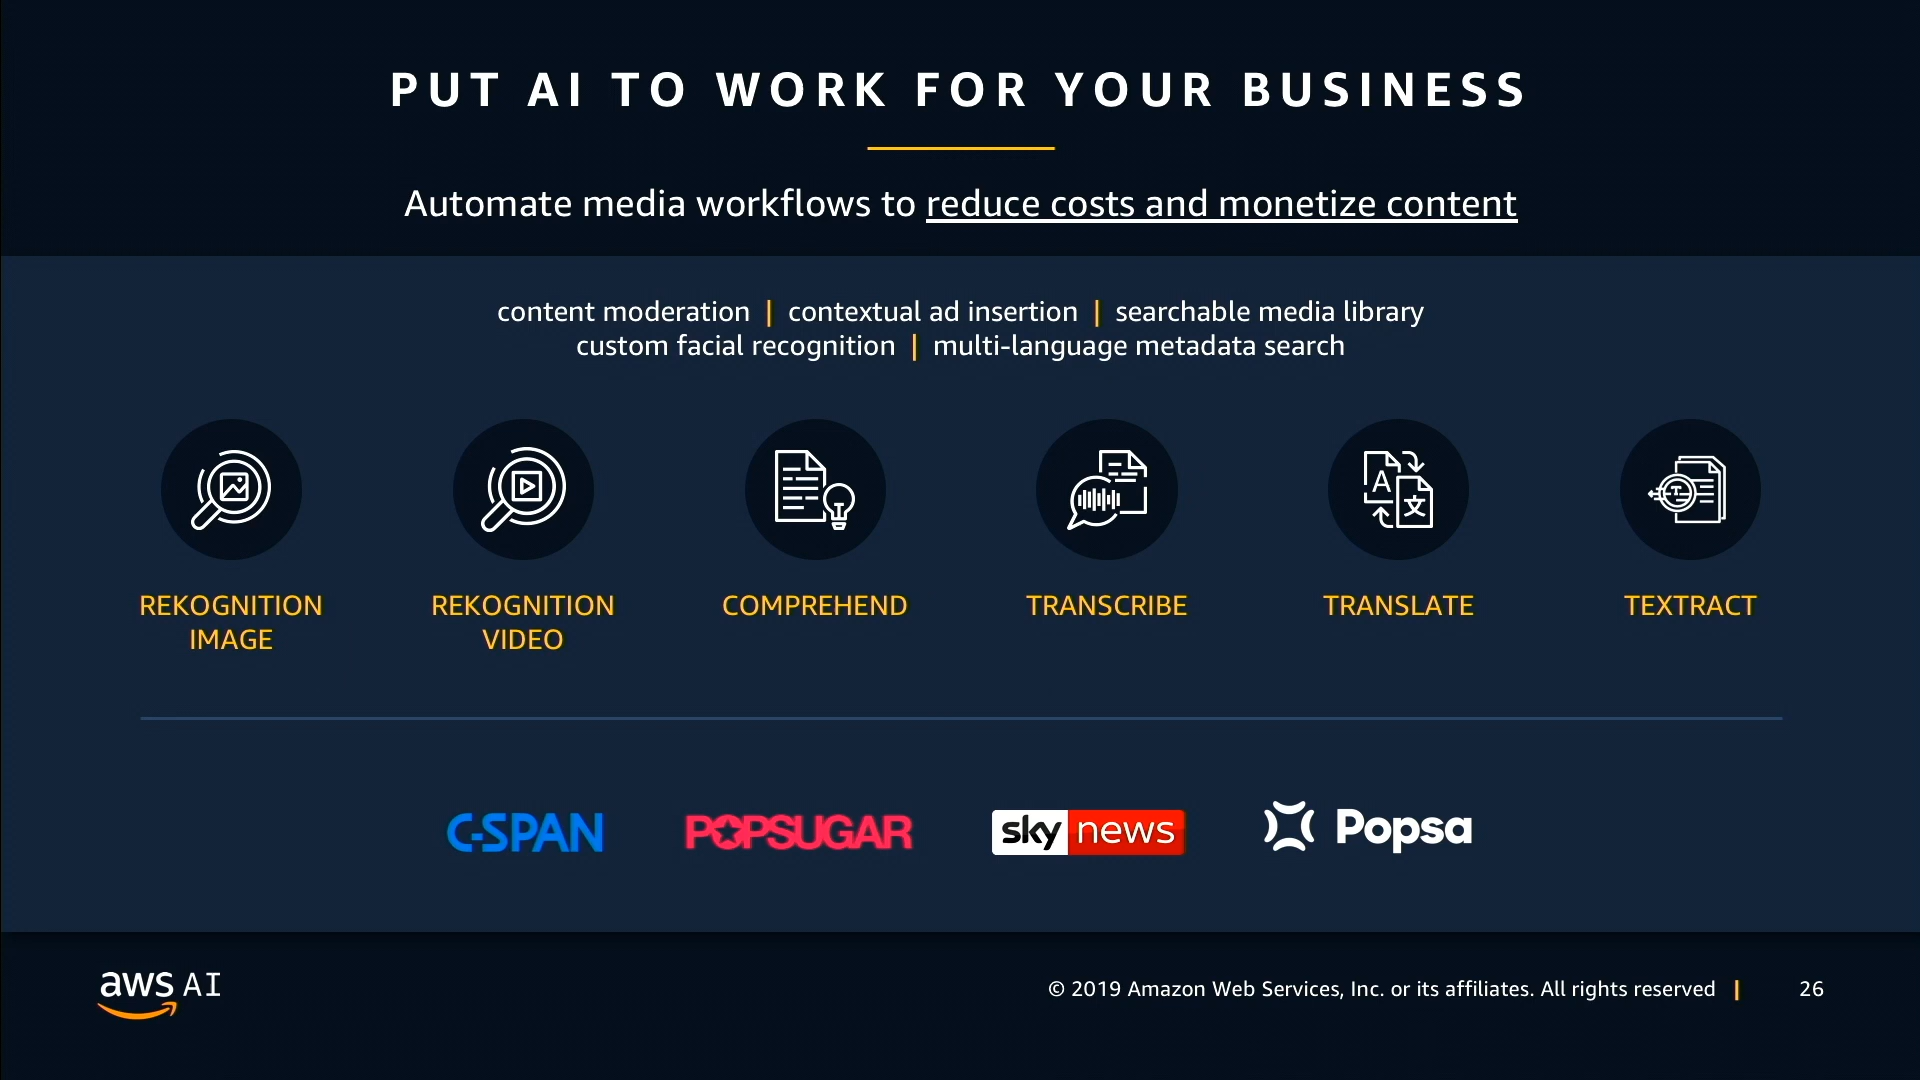 PUT AI TO WORK FOR YOUR BUSINESS
Automate media workflows to reduce costs and monetize content
content moderation | contextual ad insertion | searchable media library
custom facial recognition | multi-language metadata search
A
文
T
REKOGNITION IMAGE
REKOGNITION VIDEO
COMPREHEND
TRANSCRIBE
TRANSLATE
TEXTRACT
C-SPAN
POPSUGAR
sky news
Popsa
aws AI
© 2019 Amazon Web Services, Inc. or its affiliates. All rights reserved |
26